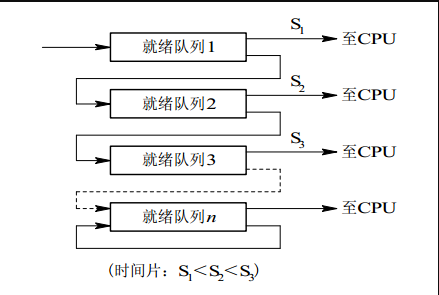 S₁
就绪队列1 至CPU
S₂
就绪队列2 至CPU
S₃
就绪队列3 至CPU
就绪队列n 至CPU
(时间片：S₁<S₂<S₃)